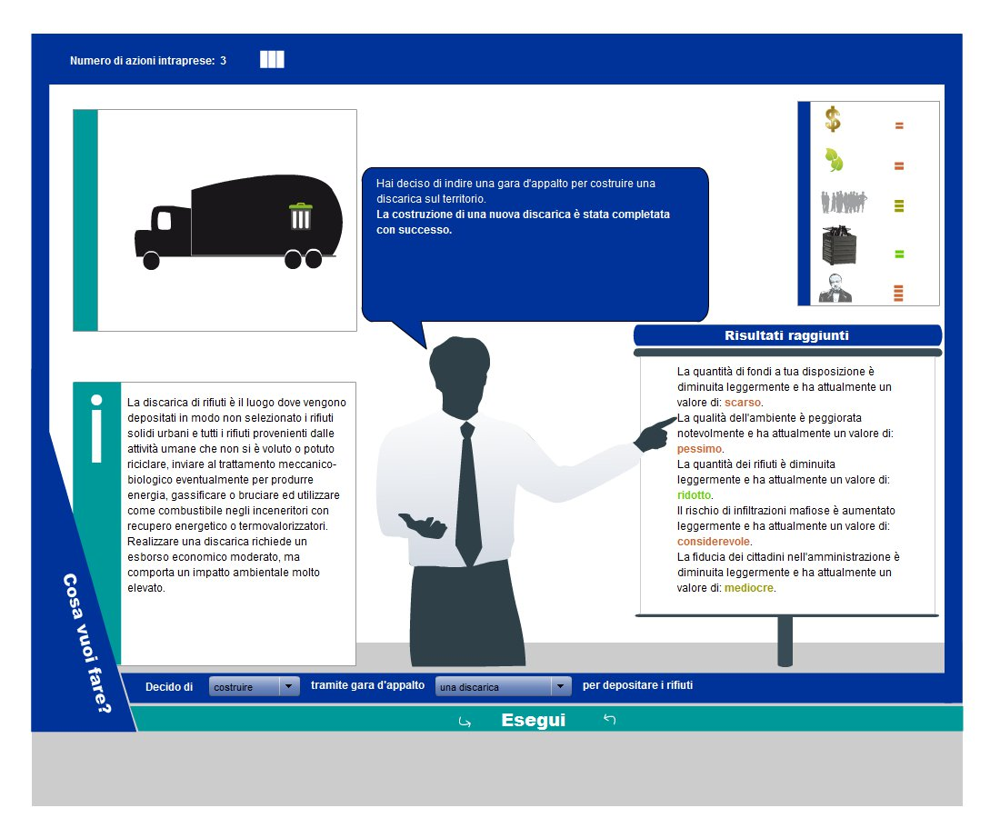 Numero di azioni intraprese: 3
Hai deciso di indire una gara d'appalto per costruire una
discarica sul territorio.
La costruzione di una nuova discarica è stata completata
con successo.
Risultati raggiunti
La quantità di fondi a tua disposizione è
diminuita leggermente e ha attualmente un
valore di: scarso.
La qualità dell'ambiente è peggiorata
notevolmente e ha attualmente un valore di:
pessimo.
La quantità dei rifiuti è diminuita
leggermente e ha attualmente un valore di:
ridotto.
Il rischio di infiltrazioni mafiose è aumentato
leggermente e ha attualmente un valore di:
considerevole.
La fiducia dei cittadini nell'amministrazione è
diminuita leggermente e ha attualmente un
valore di: mediocre.
i
La discarica di rifiuti è il luogo dove vengono
depositati in modo non selezionato i rifiuti
solidi urbani e tutti i rifiuti provenienti dalle
attività umane che non si è voluto o potuto
riciclare, inviare al trattamento meccanico-
biologico eventualmente per produrre
energia, gassificare o bruciare ed utilizzare
come combustibile negli inceneritori con
recupero energetico o termovalorizzatori.
Realizzare una discarica richiede un
esborso economico moderato, ma
comporta un impatto ambientale molto
elevato.
Cosa vuoi fare?
Decido di costruire tramite gara d'appalto una discarica per depositare i rifiuti
Esegui